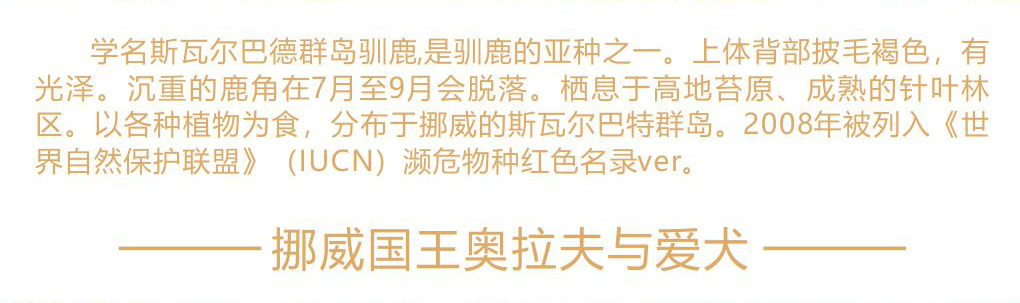 学名斯瓦尔巴德群岛驯鹿,是驯鹿的亚种之一。上体背部披毛褐色，有
光泽。沉重的鹿角在7月至9月会脱落。栖息于高地苔原、成熟的针叶林
区。以各种植物为食，分布于挪威的斯瓦尔巴特群岛。2008年被列入《世
界自然保护联盟》（IUCN）濒危物种红色名录ver。
挪威国王奥拉夫与爱犬